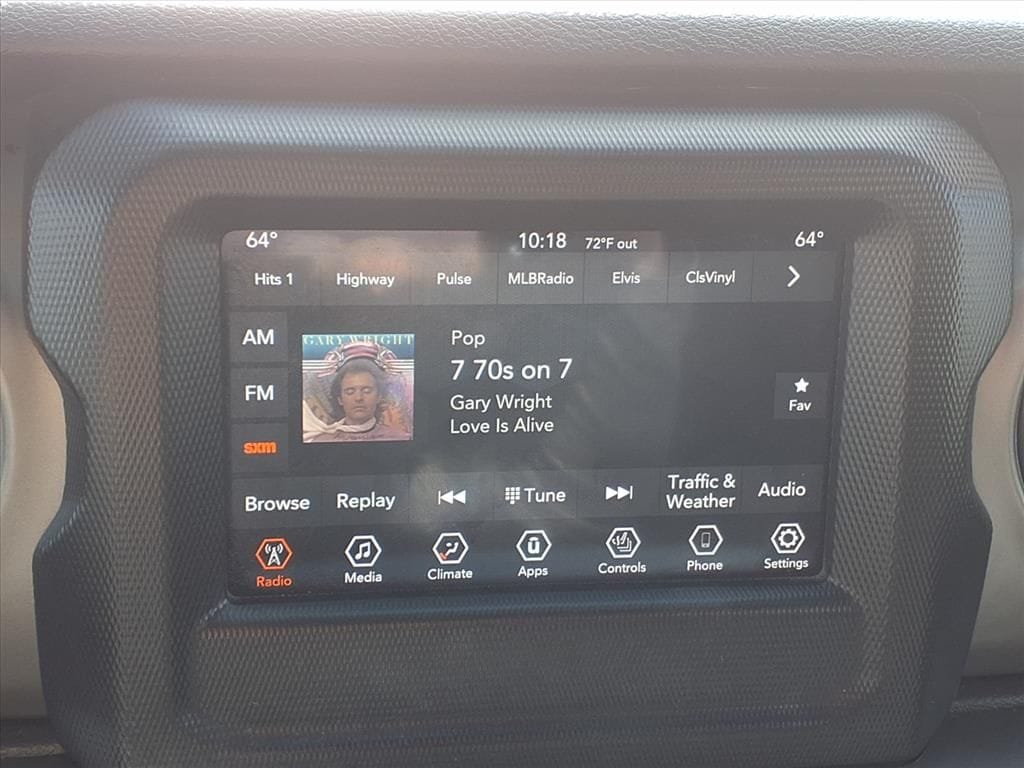 64° 10:18 72°F out 64°
Hits 1 Highway Pulse MLBRadio Elvis ClsVinyl
AM
FM
sxm
GARY WRIGHT
Pop
7 70s on 7
Gary Wright
Love Is Alive
Fav
Browse Replay Tune Traffic & Weather Audio
Radio Media Climate Apps Controls Phone Settings